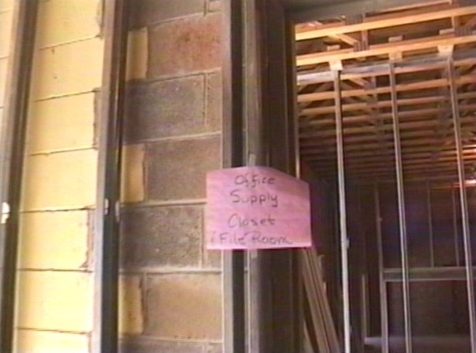 Office
Supply
Closet
& File Room